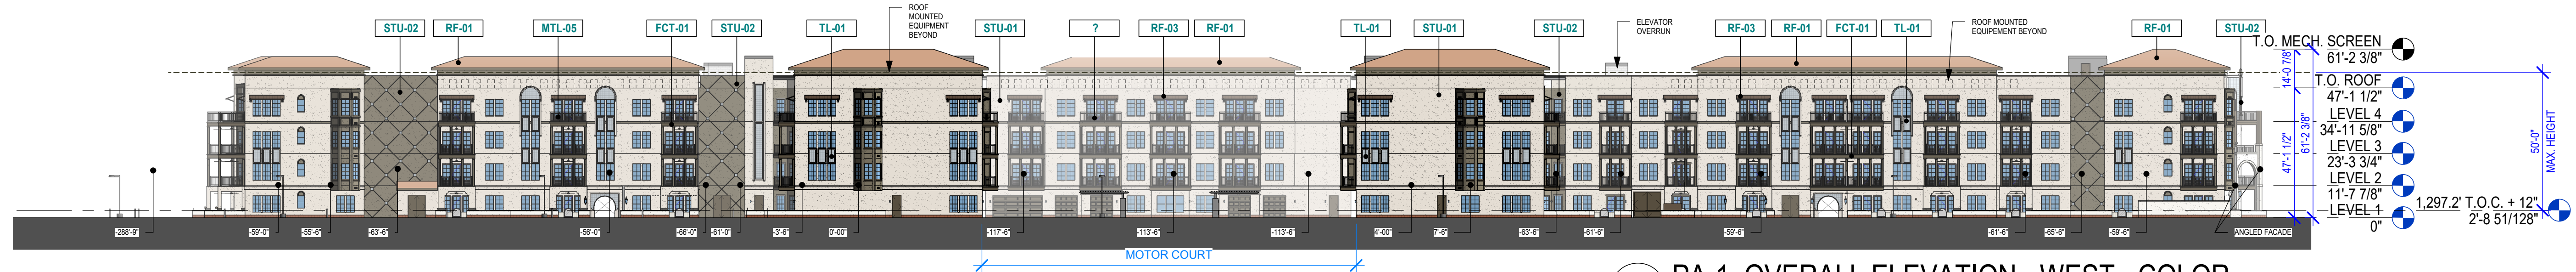 ROOF
MOUNTED
EQUIPMENT
BEYOND
ELEVATOR
OVERRUN
ROOF MOUNTED
EQUIPMENT BEYOND
STU-02
RF-01
MTL-05
FCT-01
STU-02
TL-01
STU-01
?
RF-03
RF-01
TL-01
STU-01
STU-02
RF-03
RF-01
FCT-01
TL-01
RF-01
STU-02
T.O. MECH. SCREEN
61'-2 3/8"
T.O. ROOF
47'-1 1/2"
LEVEL 4
34'-11 5/8"
LEVEL 3
23'-3 3/4"
LEVEL 2
11'-7 7/8"
LEVEL 1
0"
14'-0 7/8"
47'-1 1/2"
61'-2 3/8"
50'-0"
MAX. HEIGHT
1,297.2' T.O.C. + 12"
2'-8 51/128"
-288'-9"
-59'-0"
-55'-6"
-63'-6"
-56'-0"
-66'-0"
-61'-0"
-3'-6"
0'-00"
-117'-6"
-113'-6"
-113'-6"
4'-00"
7'-6"
-63'-6"
-61'-6"
-59'-6"
-61'-6"
-65'-6"
-59'-6"
ANGLED FACADE
MOTOR COURT
PA-1 OVERALL ELEVATION - WEST - COLOR